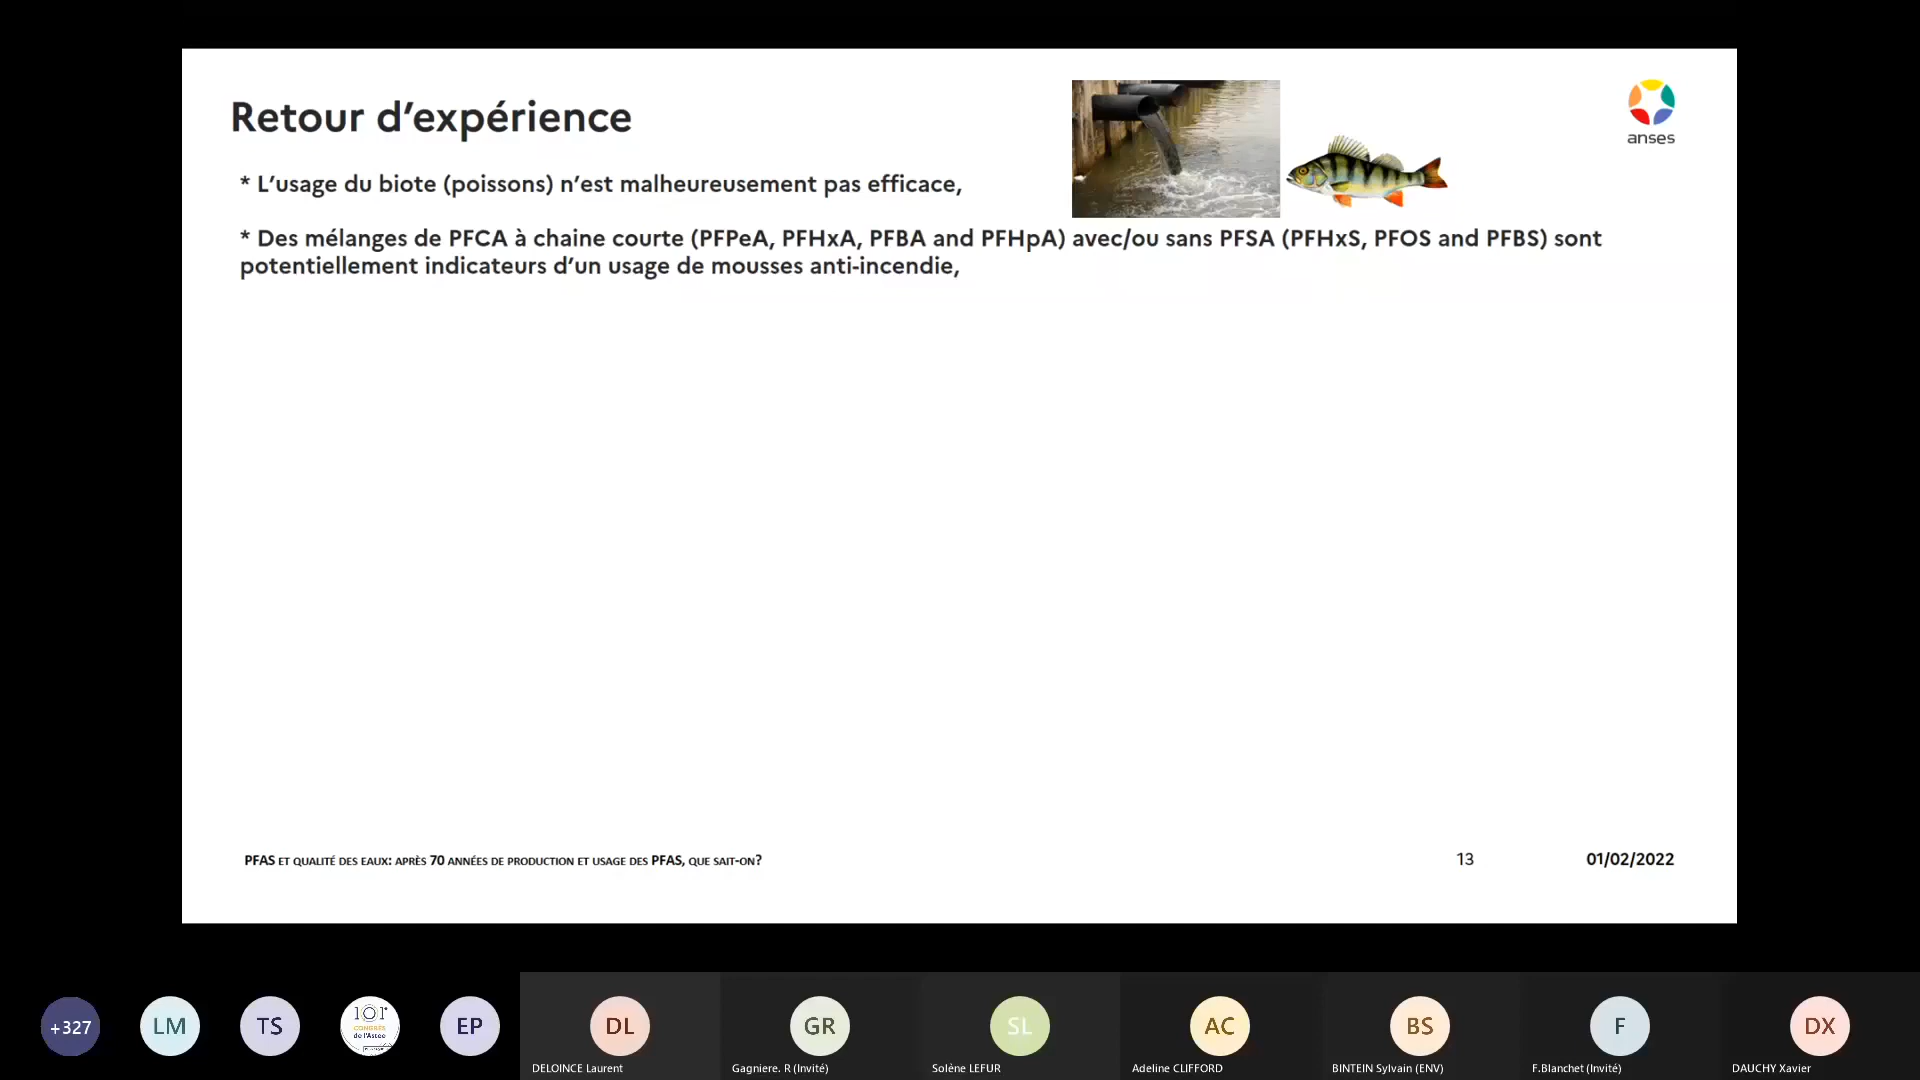 Retour d'expérience
anses
* L'usage du biote (poissons) n'est malheureusement pas efficace,
* Des mélanges de PFCA à chaine courte (PFPeA, PFHxA, PFBA and PFHpA) avec/ou sans PFSA (PFHxS, PFOS and PFBS) sont
potentiellement indicateurs d'un usage de mousses anti-incendie,
PFAS ET QUALITÉ DES EAUX: APRÈS 70 ANNÉES DE PRODUCTION ET USAGE DES PFAS, QUE SAIT-ON?
13
01/02/2022
+327
LM
TS
101e
CONGRÈS
de l'Astee
EP
DL
GR
SL
AC
BS
F
DX
DELOINCE Laurent
Gagniere. R (Invité)
Solène LEFUR
Adeline CLIFFORD
BINTEIN Sylvain (ENV)
F.Blanchet (Invité)
DAUCHY Xavier